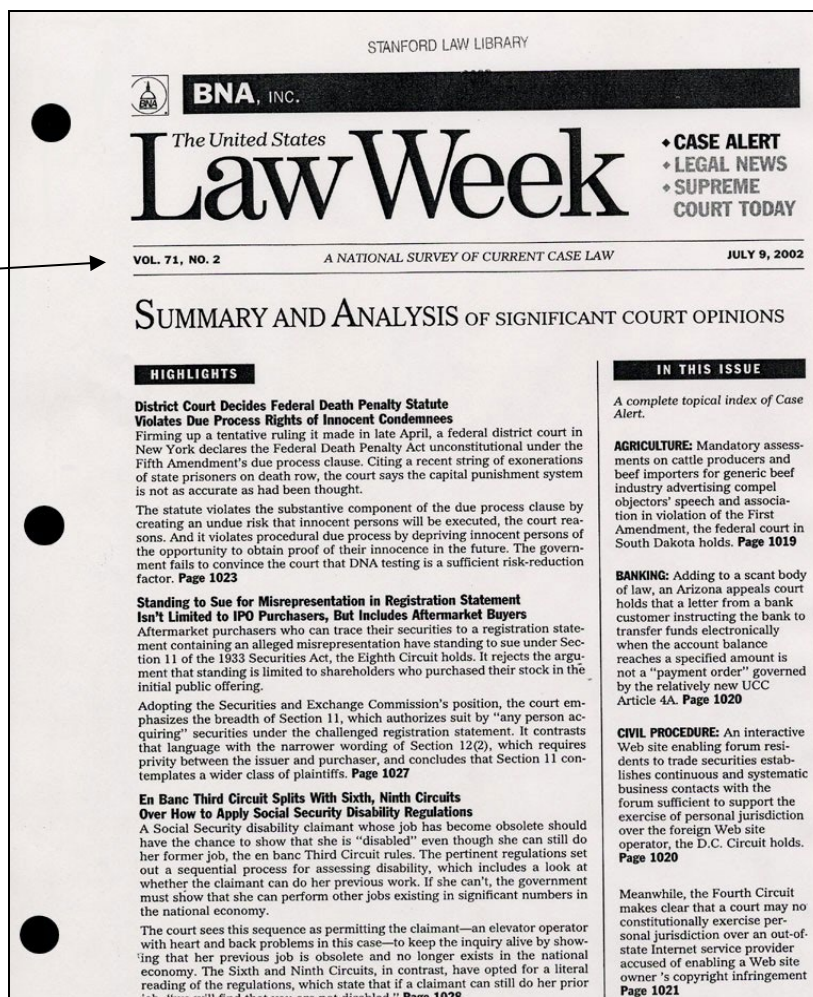 STANFORD LAW LIBRARY
BNA
BNA, INC.
The United States
Law Week
◆ CASE ALERT
◆ LEGAL NEWS
◆ SUPREME
COURT TODAY
VOL. 71, NO. 2
A NATIONAL SURVEY OF CURRENT CASE LAW
JULY 9, 2002
SUMMARY AND ANALYSIS OF SIGNIFICANT COURT OPINIONS
HIGHLIGHTS
District Court Decides Federal Death Penalty Statute
Violates Due Process Rights of Innocent Condemnees
Firming up a tentative ruling it made in late April, a federal district court in
New York declares the Federal Death Penalty Act unconstitutional under the
Fifth Amendment's due process clause. Citing a recent string of exonerations
of state prisoners on death row, the court says the capital punishment system
is not as accurate as had been thought.
The statute violates the substantive component of the due process clause by
creating an undue risk that innocent persons will be executed, the court rea-
sons. And it violates procedural due process by depriving innocent persons of
the opportunity to obtain proof of their innocence in the future. The govern-
ment fails to convince the court that DNA testing is a sufficient risk-reduction
factor. Page 1023
Standing to Sue for Misrepresentation in Registration Statement
Isn't Limited to IPO Purchasers, But Includes Aftermarket Buyers
Aftermarket purchasers who can trace their securities to a registration state-
ment containing an alleged misrepresentation have standing to sue under Sec-
tion 11 of the 1933 Securities Act, the Eighth Circuit holds. It rejects the argu-
ment that standing is limited to shareholders who purchased their stock in the
initial public offering.
Adopting the Securities and Exchange Commission's position, the court em-
phasizes the breadth of Section 11, which authorizes suit by "any person ac-
quiring" securities under the challenged registration statement. It contrasts
that language with the narrower wording of Section 12(2), which requires
privity between the issuer and purchaser, and concludes that Section 11 con-
templates a wider class of plaintiffs. Page 1027
En Banc Third Circuit Splits With Sixth, Ninth Circuits
Over How to Apply Social Security Disability Regulations
A Social Security disability claimant whose job has become obsolete should
have the chance to show that she is "disabled" even though she can still do
her former job, the en banc Third Circuit rules. The pertinent regulations set
out a sequential process for assessing disability, which includes a look at
whether the claimant can do her previous work. If she can't, the government
must show that she can perform other jobs existing in significant numbers in
the national economy.
The court sees this sequence as permitting the claimant—an elevator operator
with heart and back problems in this case—to keep the inquiry alive by show-
ing that her previous job is obsolete and no longer exists in the national
economy. The Sixth and Ninth Circuits, in contrast, have opted for a literal
reading of the regulations, which state that if a claimant can still do her prior
job, "we will find that you are not disabled." Page 1028
IN THIS ISSUE
A complete topical index of Case
Alert.
AGRICULTURE: Mandatory assess-
ments on cattle producers and
beef importers for generic beef
industry advertising compel
objectors' speech and associa-
tion in violation of the First
Amendment, the federal court in
South Dakota holds. Page 1019
BANKING: Adding to a scant body
of law, an Arizona appeals court
holds that a letter from a bank
customer instructing the bank to
transfer funds electronically
when the account balance
reaches a specified amount is
not a "payment order" governed
by the relatively new UCC
Article 4A. Page 1020
CIVIL PROCEDURE: An interactive
Web site enabling forum resi-
dents to trade securities estab-
lishes continuous and systematic
business contacts with the
forum sufficient to support the
exercise of personal jurisdiction
over the foreign Web site
operator, the D.C. Circuit holds.
Page 1020
Meanwhile, the Fourth Circuit
makes clear that a court may no
constitutionally exercise per-
sonal jurisdiction over an out-of-
state Internet service provider
accused of enabling a Web site
owner 's copyright infringement
Page 1021